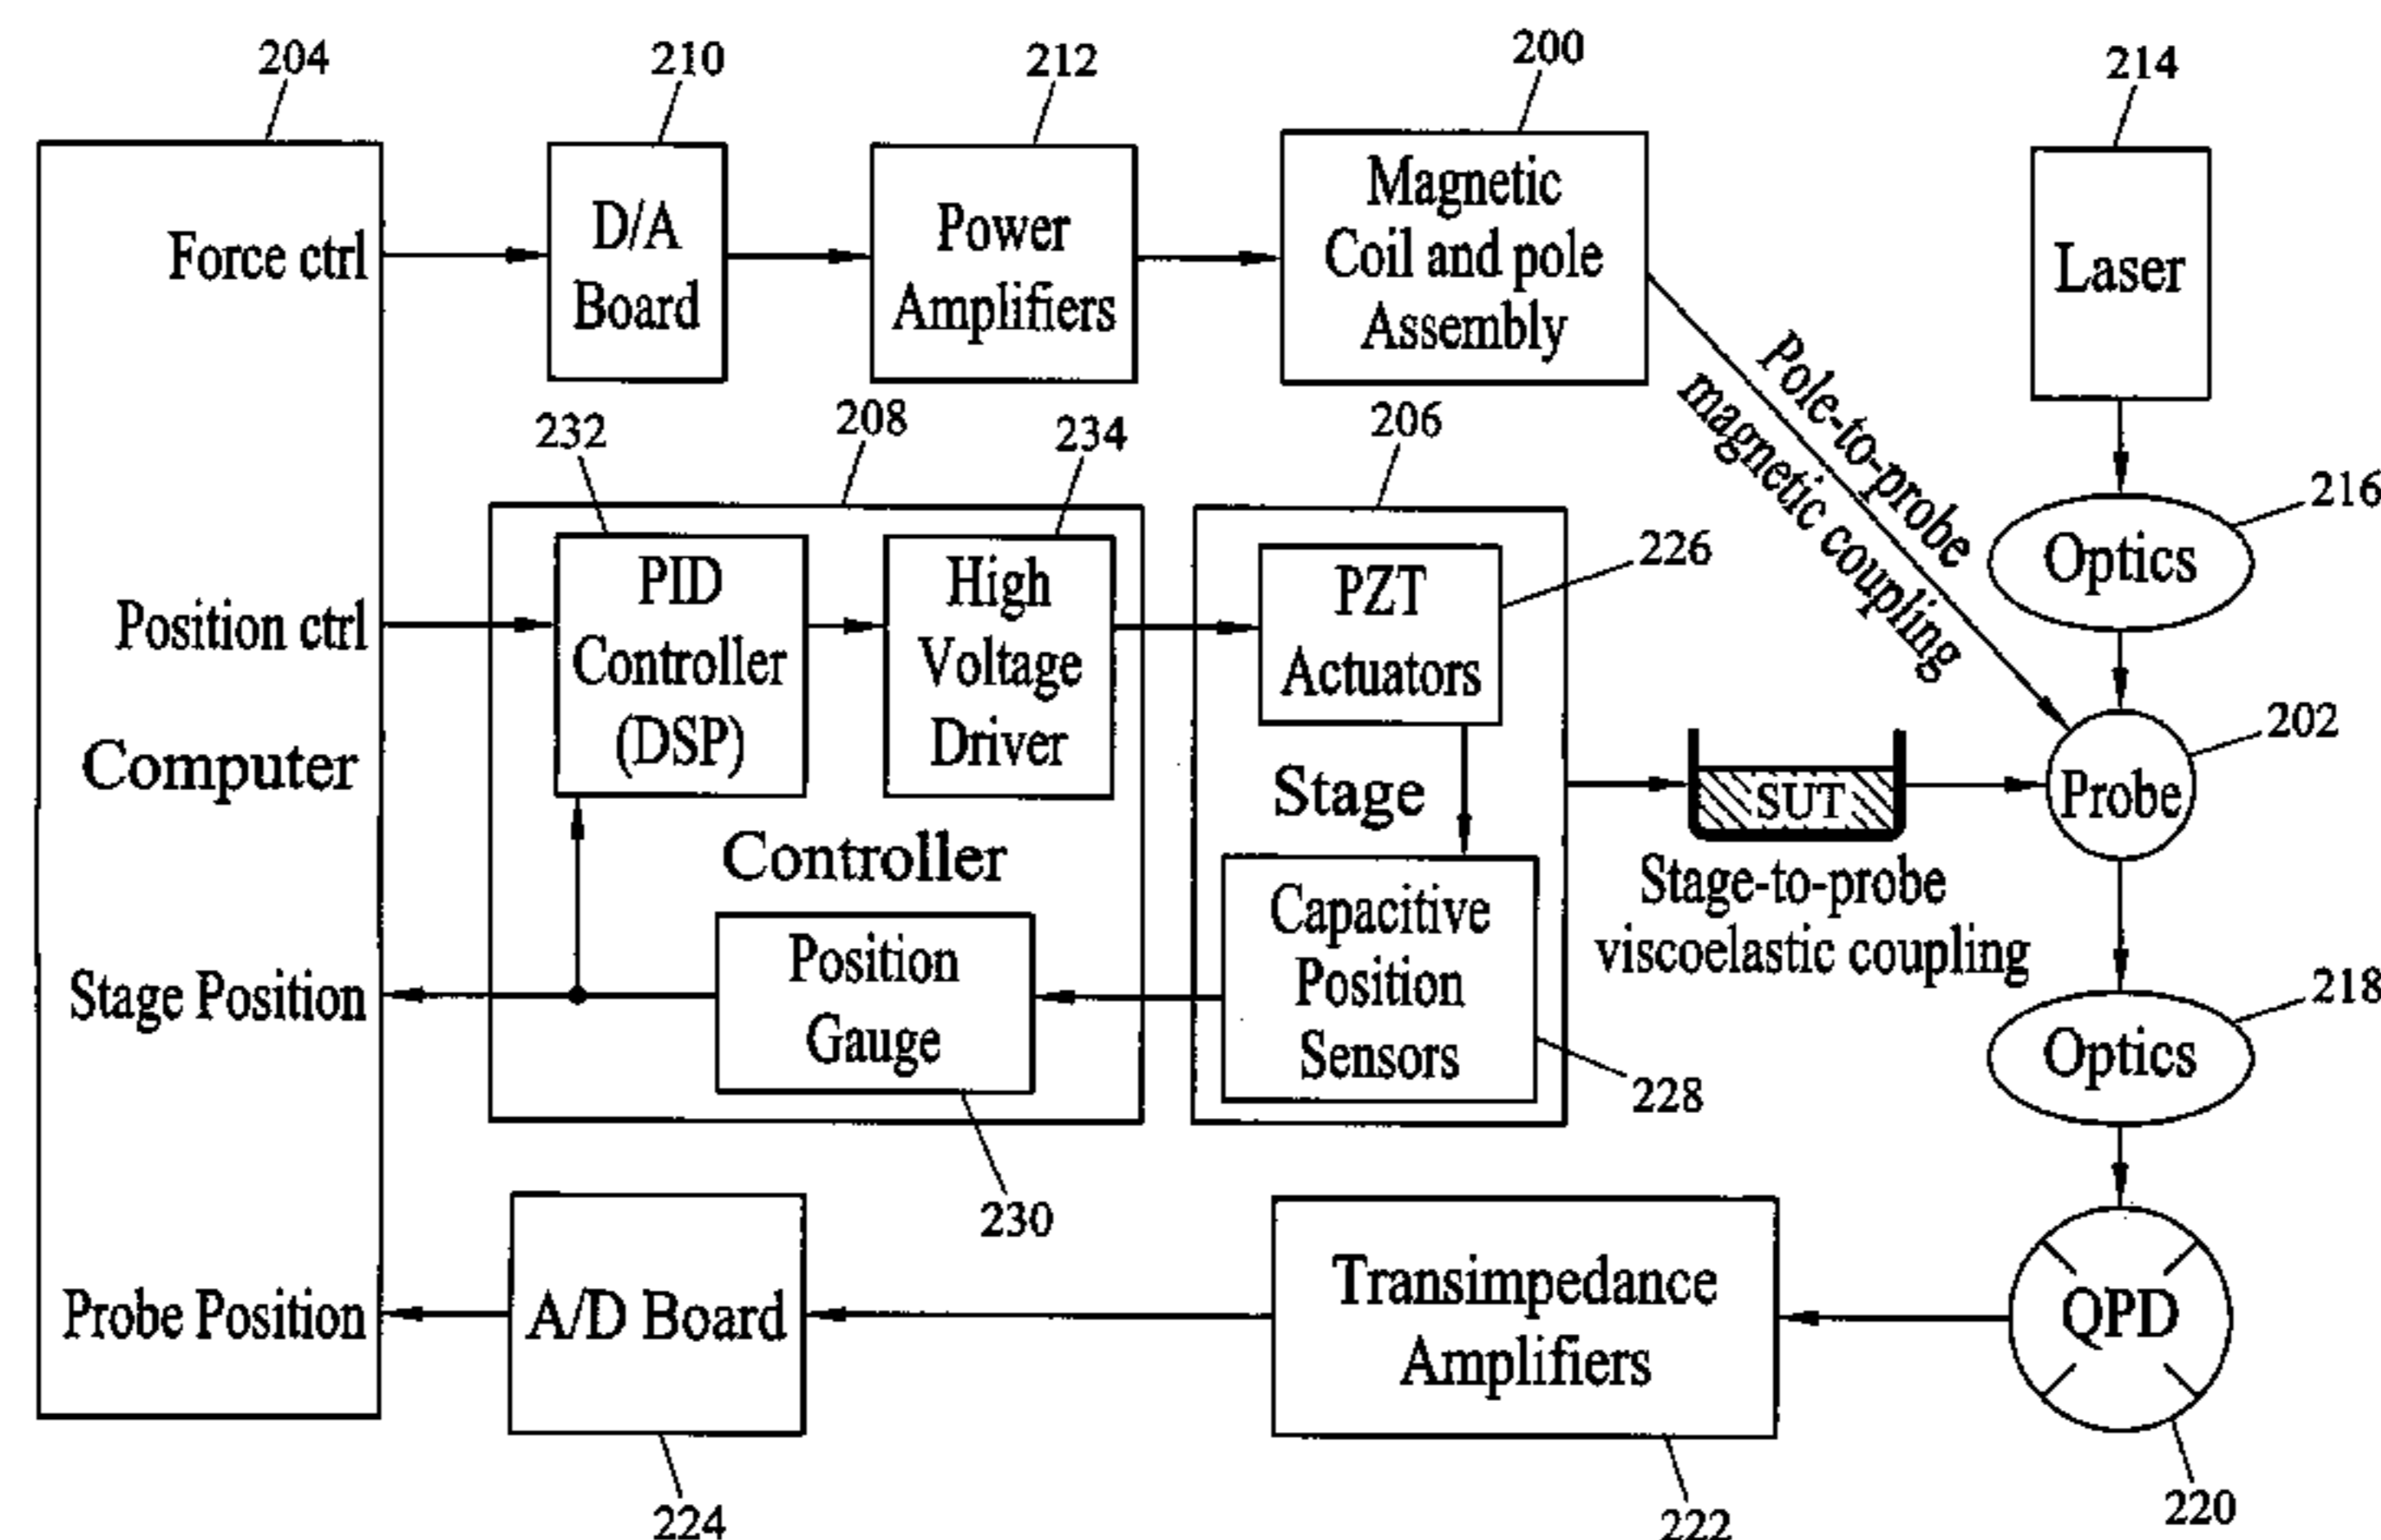 204
210
212
200
214
Force ctrl
D/A
Board
Power
Amplifiers
Magnetic
Coil and pole
Assembly
Laser
Pole-to-probe
magnetic coupling
232
208
234
206
226
216
Optics
Position ctrl
PID
Controller
(DSP)
High
Voltage
Driver
PZT
Actuators
202
Probe
Computer
Controller
Stage
SUT
Stage-to-probe
viscoelastic coupling
Stage Position
Position
Gauge
Capacitive
Position
Sensors
218
Optics
228
230
Probe Position
A/D Board
Transimpedance
Amplifiers
QPD
224
222
220